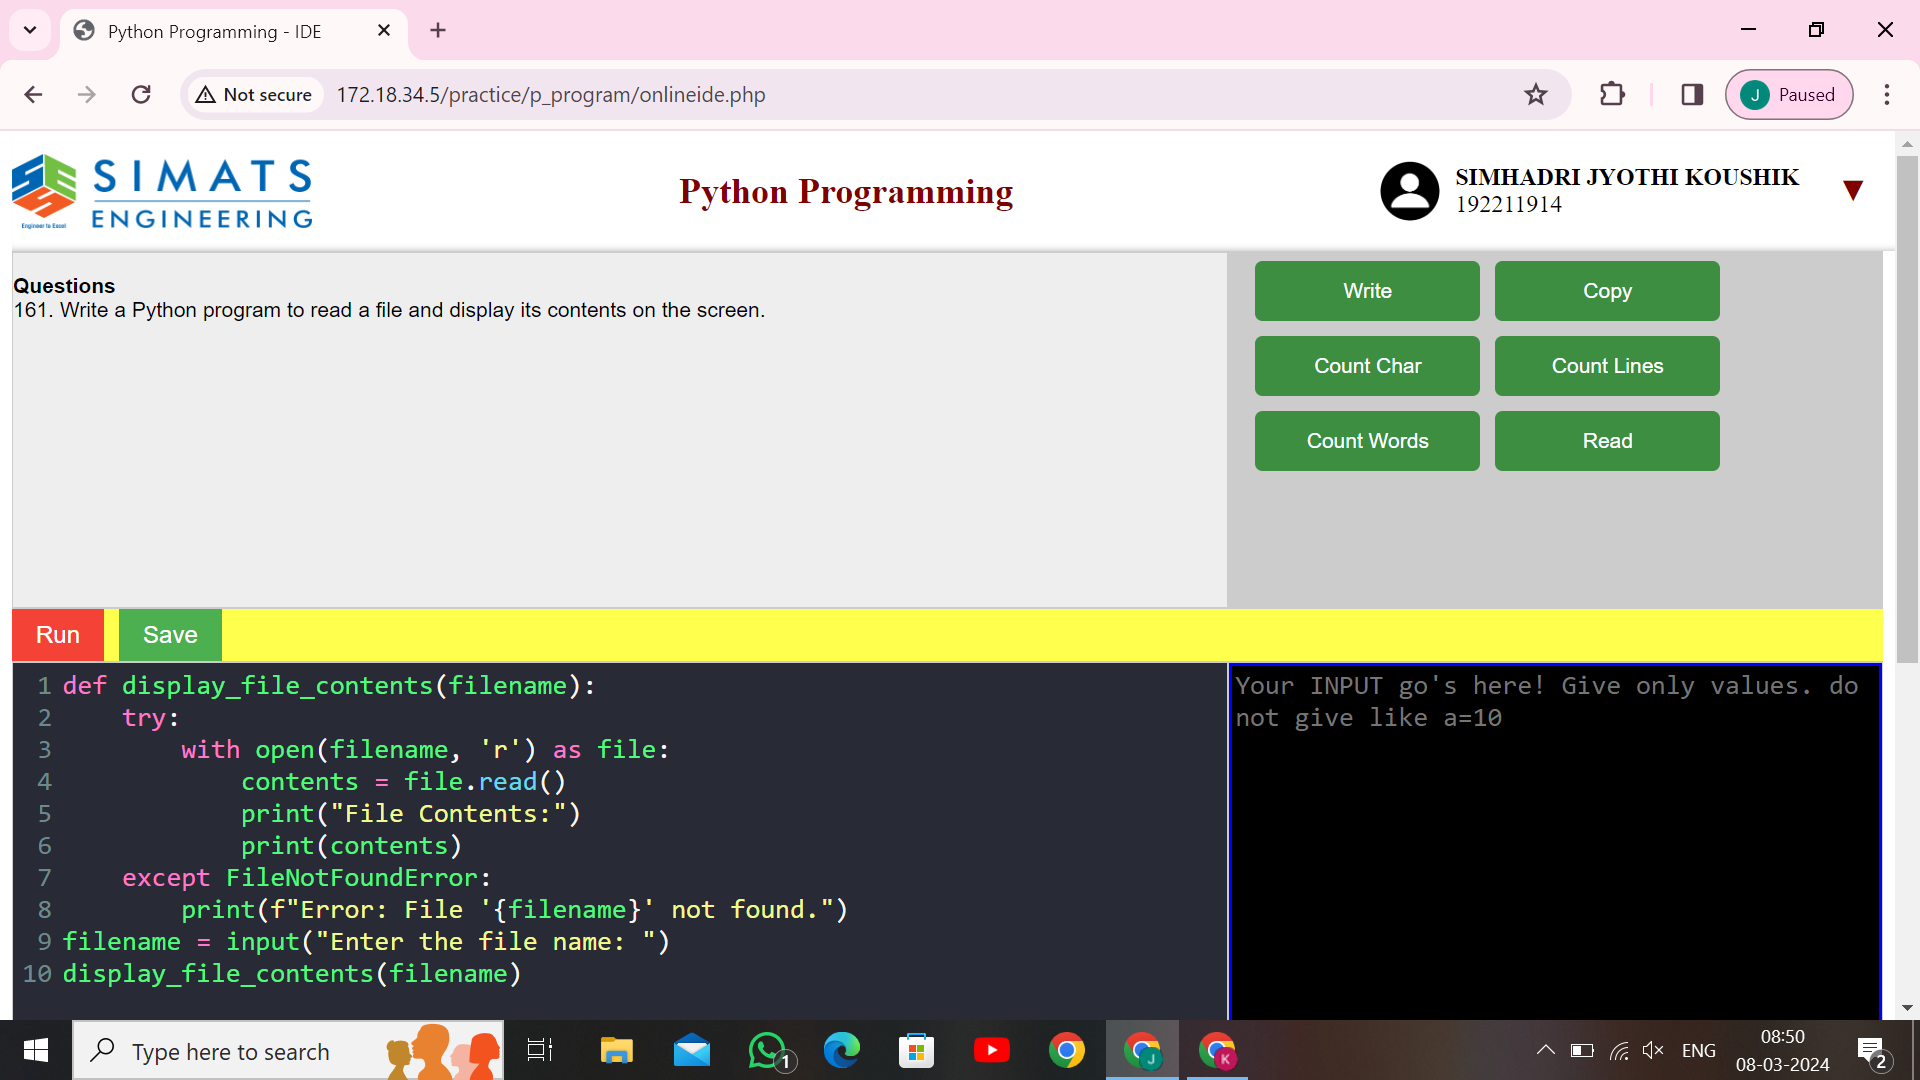 Python Programming - IDE
Not secure
172.18.34.5/practice/p_program/onlineide.php
J
Paused
SIMATS
ENGINEERING
Engineer to Excel
Python Programming
SIMHADRI JYOTHI KOUSHIK
192211914
Questions
161. Write a Python program to read a file and display its contents on the screen.
Write
Copy
Count Char
Count Lines
Count Words
Read
Run
Save
1 def display_file_contents(filename):
2     try:
3         with open(filename, 'r') as file:
4             contents = file.read()
5             print("File Contents:")
6             print(contents)
7     except FileNotFoundError:
8         print(f"Error: File '{filename}' not found.")
9 filename = input("Enter the file name: ")
10 display_file_contents(filename)
Your INPUT go's here! Give only values. do
not give like a=10
Type here to search
1
J
K
ENG
08:50
08-03-2024
2